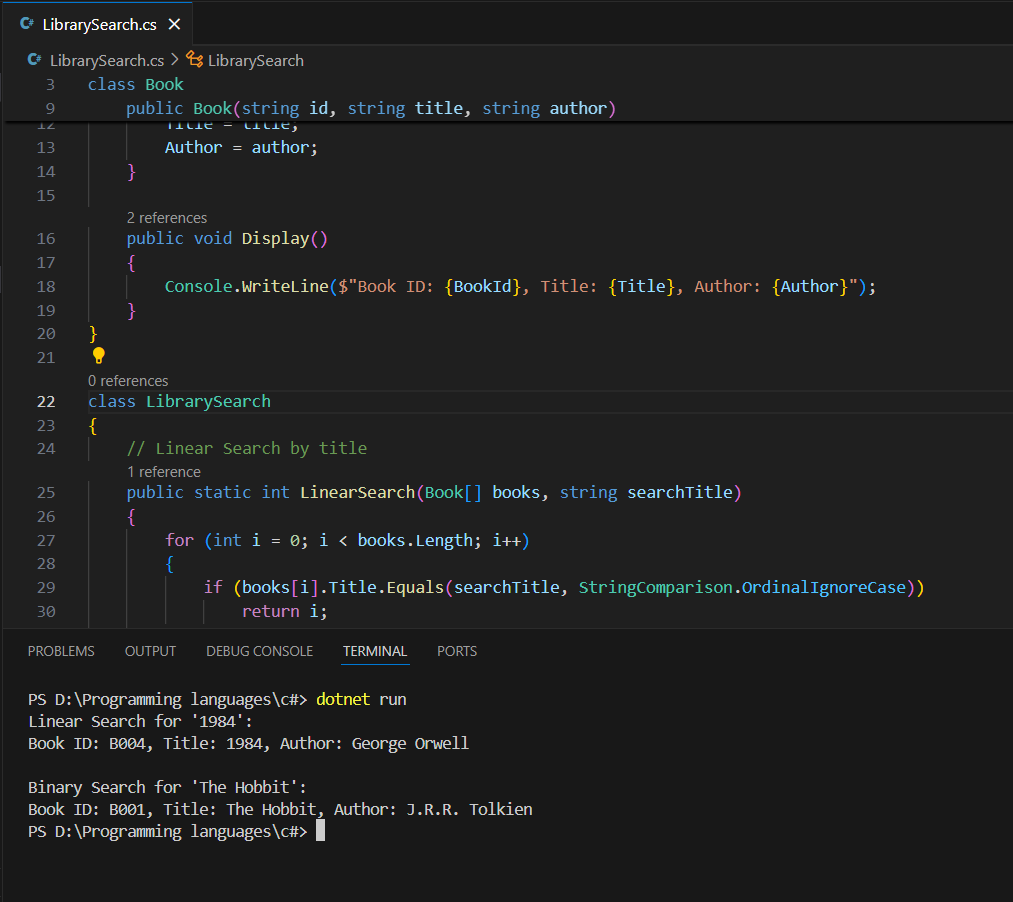 C# LibrarySearch.cs ×
C# LibrarySearch.cs > LibrarySearch
3 class Book
9 public Book(string id, string title, string author)
12 Title = title;
13 Author = author;
14 }
15
2 references
16 public void Display()
17 {
18 Console.WriteLine($"Book ID: {BookId}, Title: {Title}, Author: {Author}");
19 }
20 }
21
0 references
22 class LibrarySearch
23 {
24 // Linear Search by title
1 reference
25 public static int LinearSearch(Book[] books, string searchTitle)
26 {
27 for (int i = 0; i < books.Length; i++)
28 {
29 if (books[i].Title.Equals(searchTitle, StringComparison.OrdinalIgnoreCase))
30 return i;
PROBLEMS OUTPUT DEBUG CONSOLE TERMINAL PORTS
PS D:\Programming languages\c#> dotnet run
Linear Search for '1984':
Book ID: B004, Title: 1984, Author: George Orwell
Binary Search for 'The Hobbit':
Book ID: B001, Title: The Hobbit, Author: J.R.R. Tolkien
PS D:\Programming languages\c#>